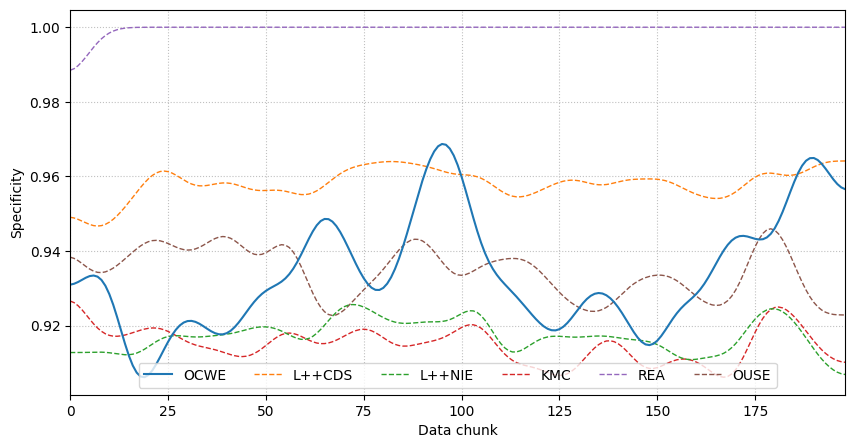 Specificity
1.00
0.98
0.96
0.94
0.92
OCWE L++CDS L++NIE KMC REA OUSE
0 25 50 75 100 125 150 175
Data chunk